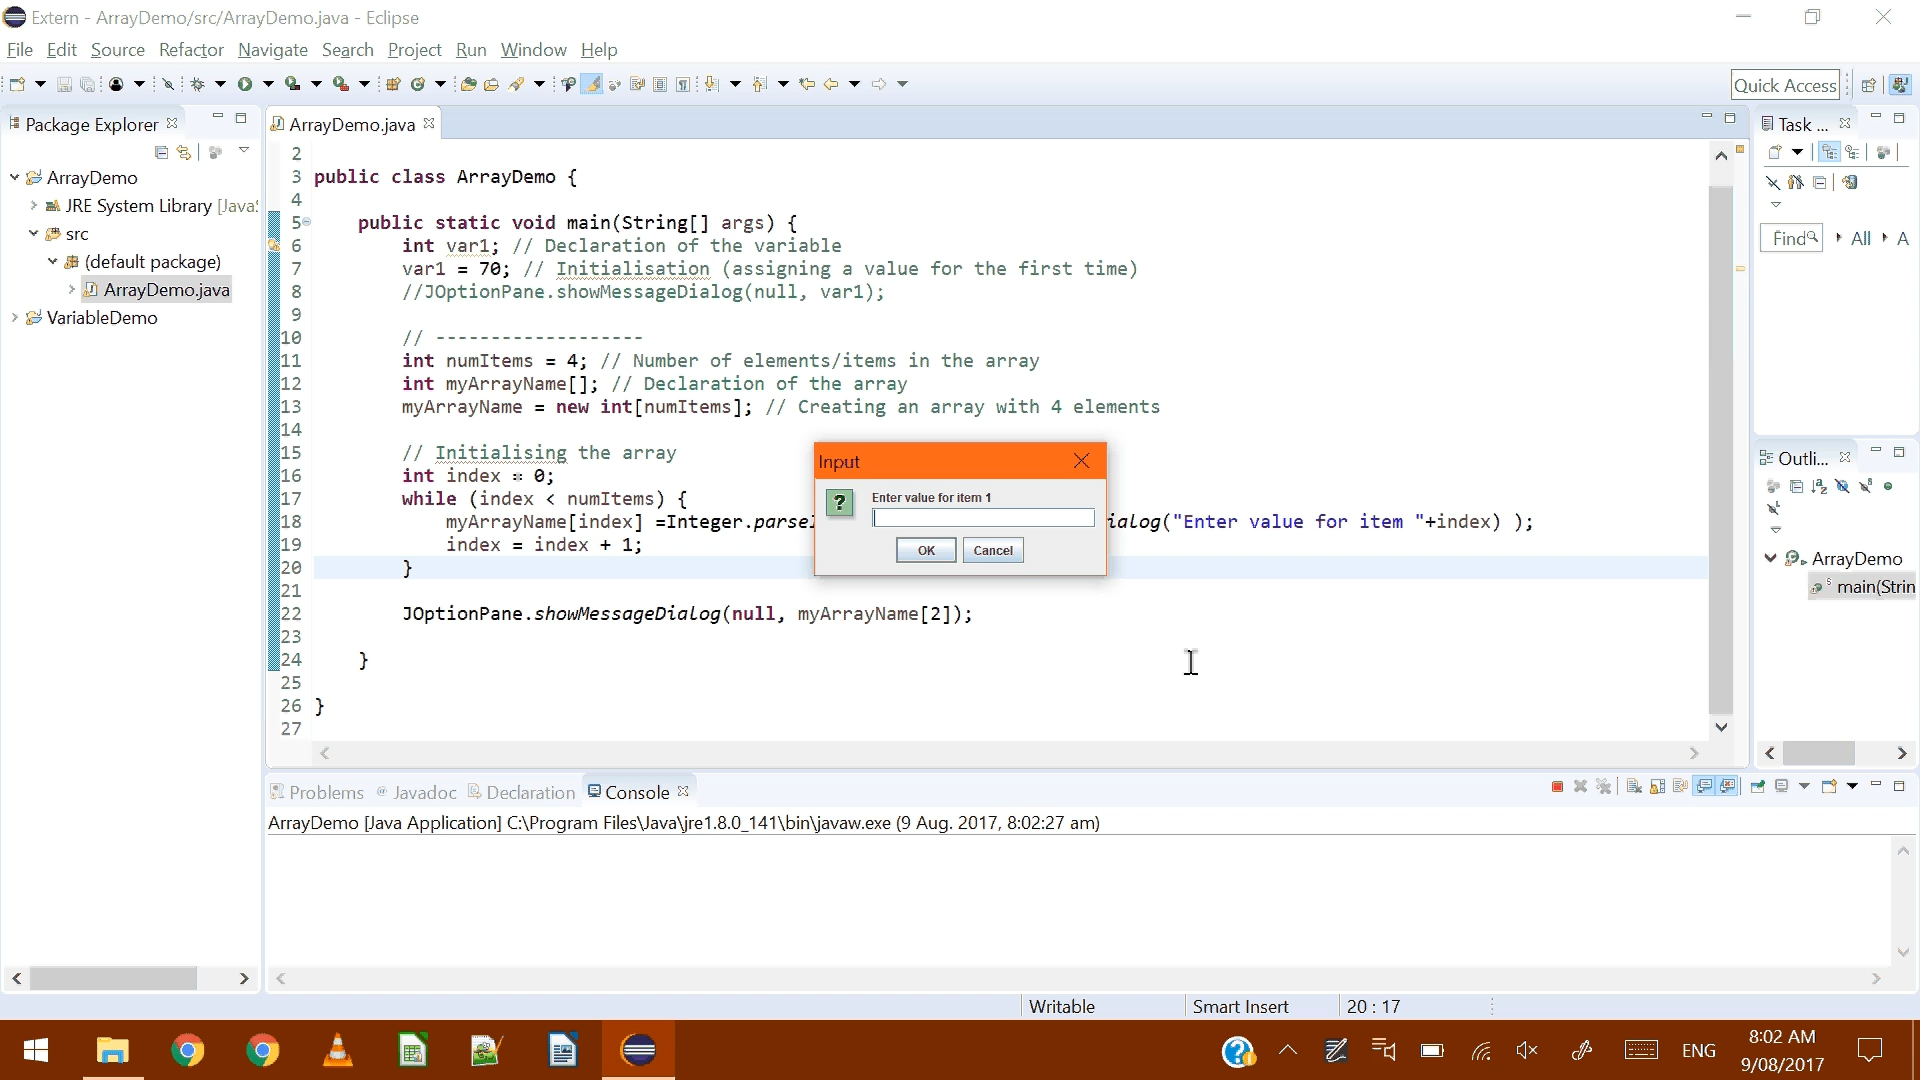 Extern - ArrayDemo/src/ArrayDemo.java - Eclipse
File Edit Source Refactor Navigate Search Project Run Window Help
Quick Access
Package Explorer
ArrayDemo
JRE System Library [Java
src
(default package)
ArrayDemo.java
VariableDemo
ArrayDemo.java
2
3 public class ArrayDemo {
4
5 public static void main(String[] args) {
6 int var1; // Declaration of the variable
7 var1 = 70; // Initialisation (assigning a value for the first time)
8 //JOptionPane.showMessageDialog(null, var1);
9
10 // -------------------
11 int numItems = 4; // Number of elements/items in the array
12 int myArrayName[]; // Declaration of the array
13 myArrayName = new int[numItems]; // Creating an array with 4 elements
14
15 // Initialising the array
16 int index = 0;
17 while (index < numItems) {
18 myArrayName[index] =Integer.parse ialog("Enter value for item "+index) );
19 index = index + 1;
20 }
21
22 JOptionPane.showMessageDialog(null, myArrayName[2]);
23
24 }
25
26 }
27
Input
Enter value for item 1
OK Cancel
Task ...
Find All A
Outli...
ArrayDemo
main(Strin
Problems @ Javadoc Declaration Console
ArrayDemo [Java Application] C:\Program Files\Java\jre1.8.0_141\bin\javaw.exe (9 Aug. 2017, 8:02:27 am)
Writable Smart Insert 20 : 17
ENG
8:02 AM
9/08/2017